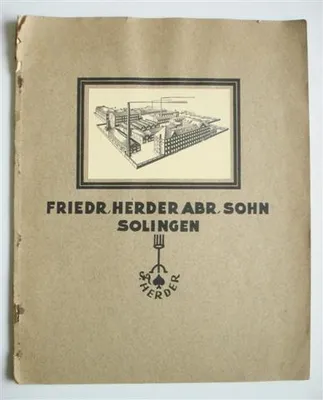 FRIEDR. HERDER ABR. SOHN
SOLINGEN
HERDER